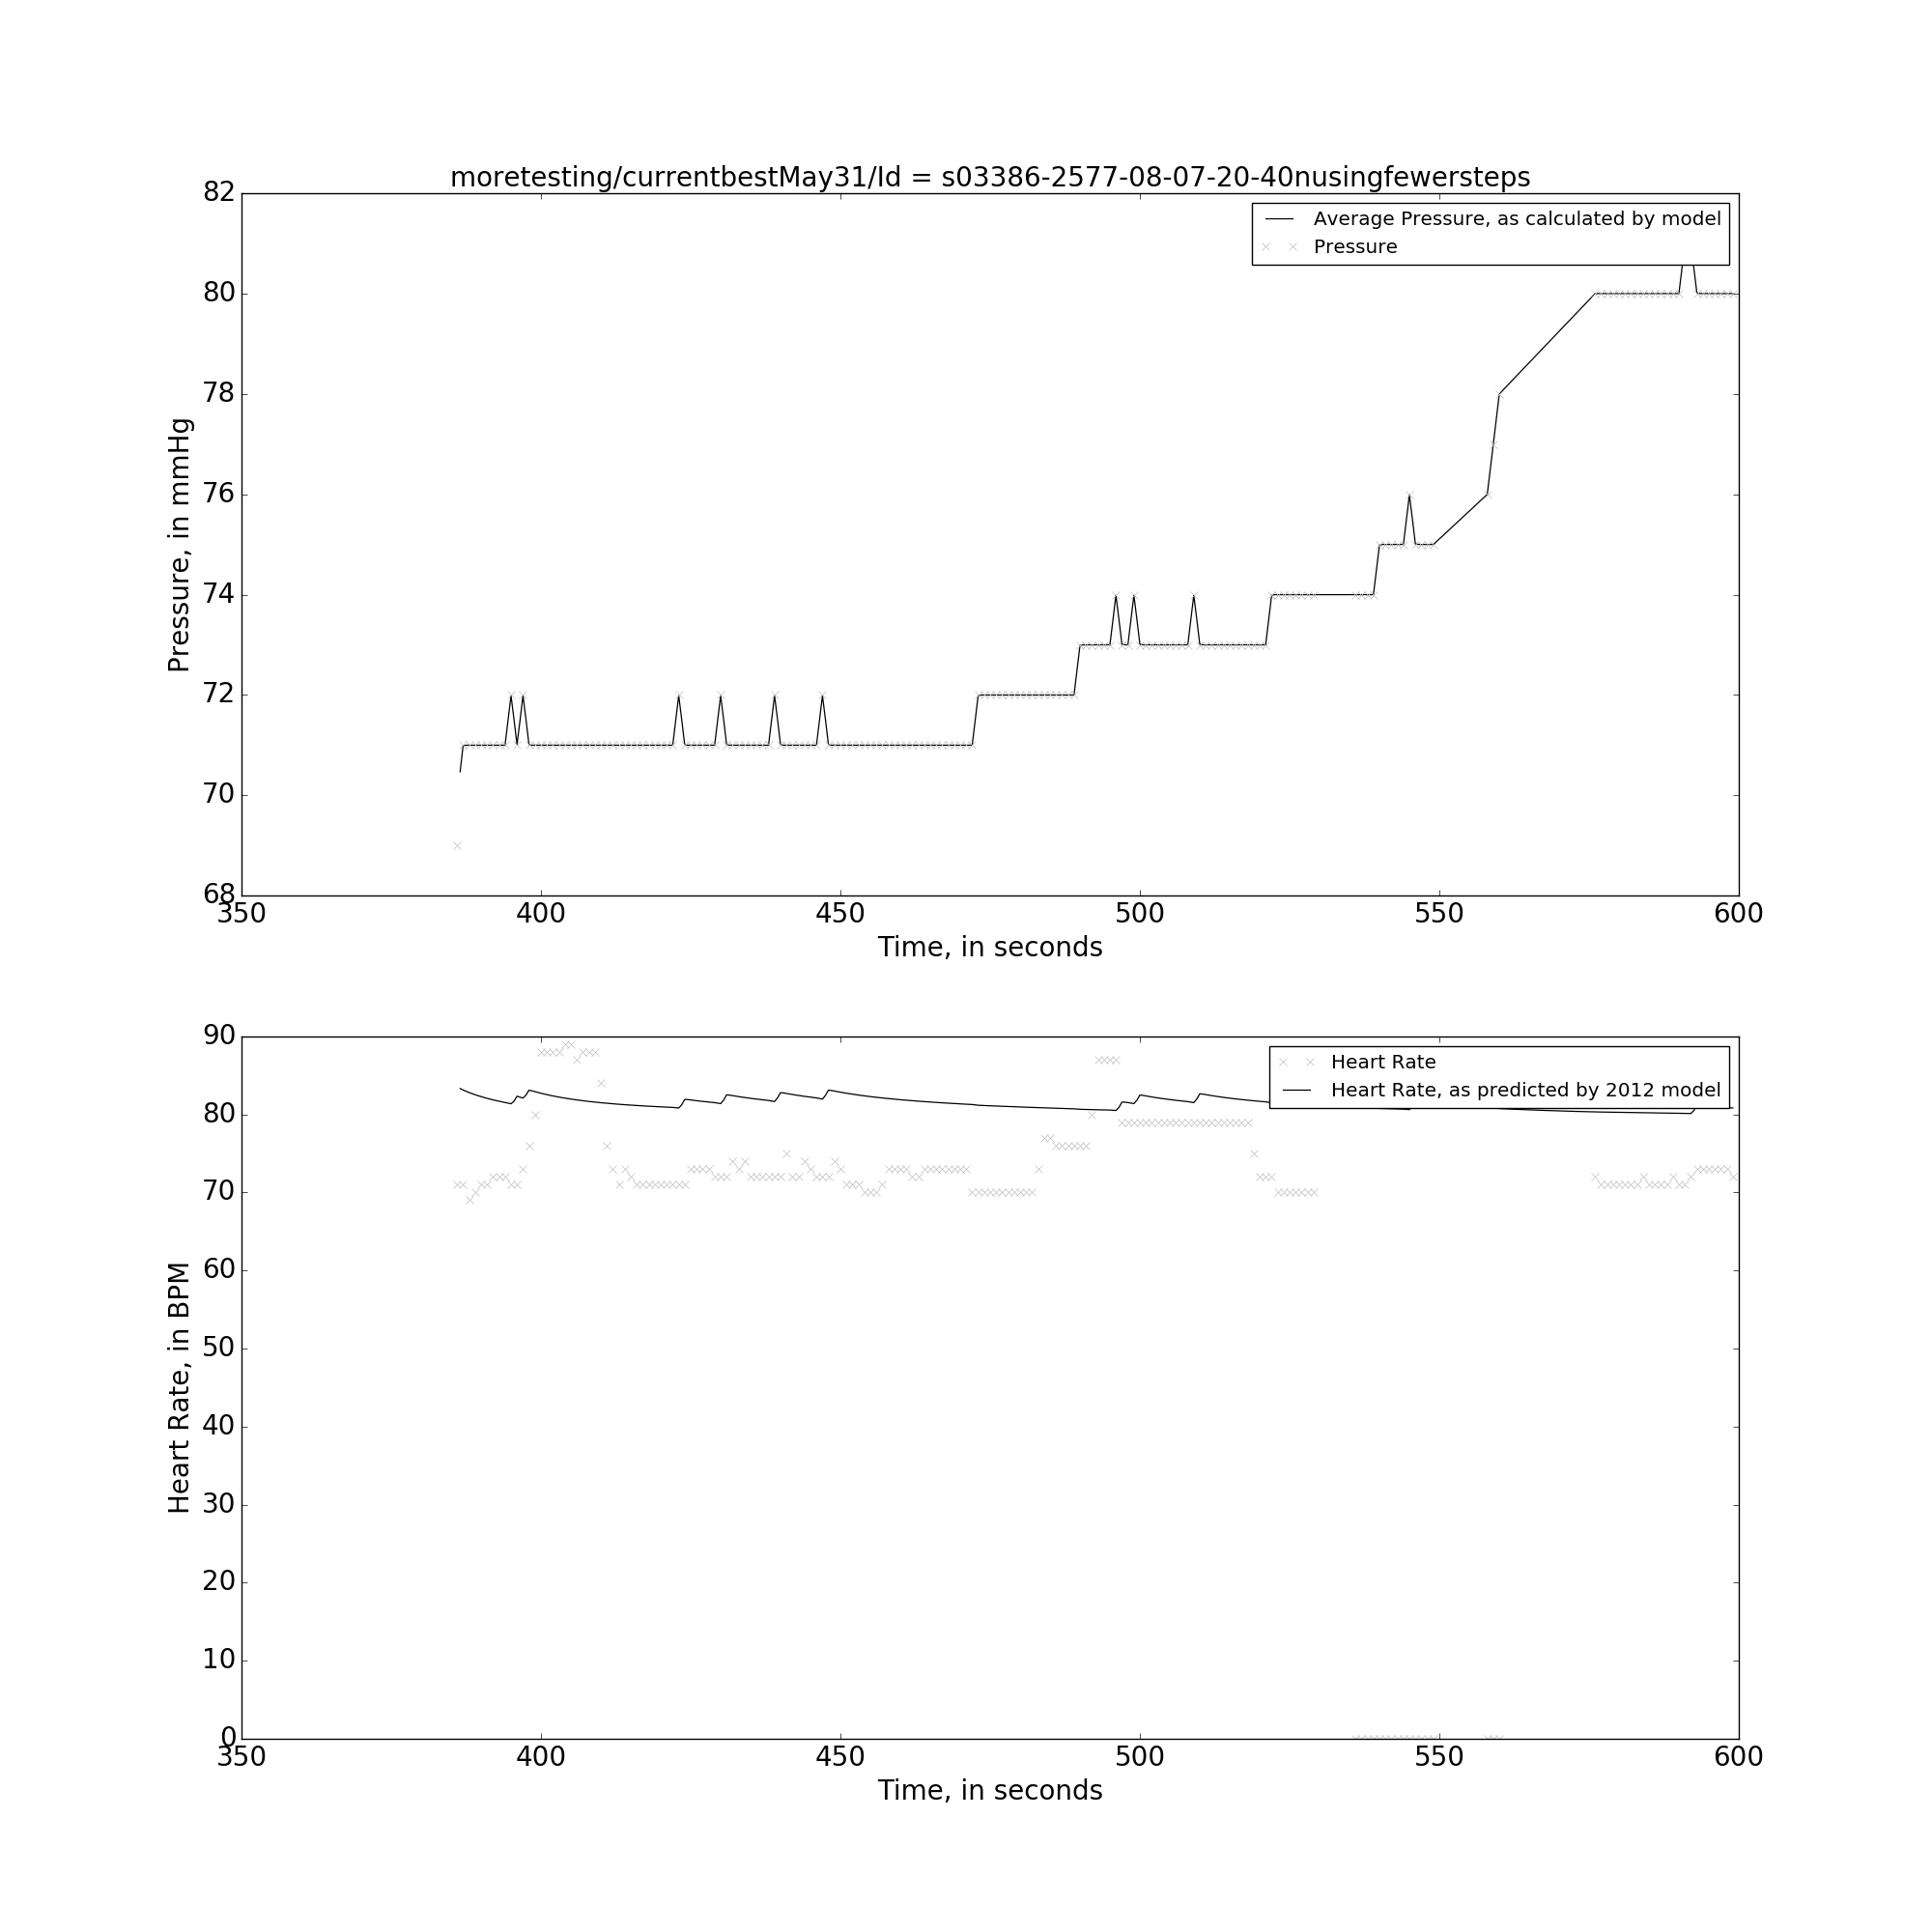 moretesting/currentbestMay31/Id = s03386-2577-08-07-20-40nusingfewersteps
82
80
78
76
74
72
70
68
Pressure, in mmHg
Average Pressure, as calculated by model
Pressure
350 400 450 500 550 600
Time, in seconds
90
80
70
60
50
40
30
20
10
0
Heart Rate, in BPM
Heart Rate
Heart Rate, as predicted by 2012 model
350 400 450 500 550 600
Time, in seconds